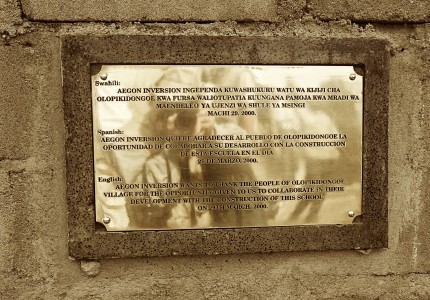 Swahili:
AEGON INVERSION INGEPENDA KUWASHUKURU WATU WA KIJIJI CHA
OLOPIKIDONGOE KWA FURSA WALIOTUPATIA KUUNGANA PAMOJA KWA MRADI WA
MAENDELEO YA UJENZI WA SHULE YA MSINGI
MACHI 29. 2000.
Spanish:
AEGON INVERSION QUIERE AGRADECER AL PUEBLO DE OLOPIKIDONGOE LA
OPORTUNIDAD DE COLABORAR A SU DESARROLLO CON LA CONSTRUCCION
DE ESTA ESCUELA EN EL DIA
29 DE MARZO, 2000.
English:
AEGON INVERSION WANTS TO THANK THE PEOPLE OF OLOPIKIDONGOE
VILLAGE FOR THE OPPORTUNITY GIVEN TO US TO COLLABORATE IN THEIR
DEVELOPMENT WITH THE CONSTRUCTION OF THIS SCHOOL
ON 29TH MARCH, 2000.